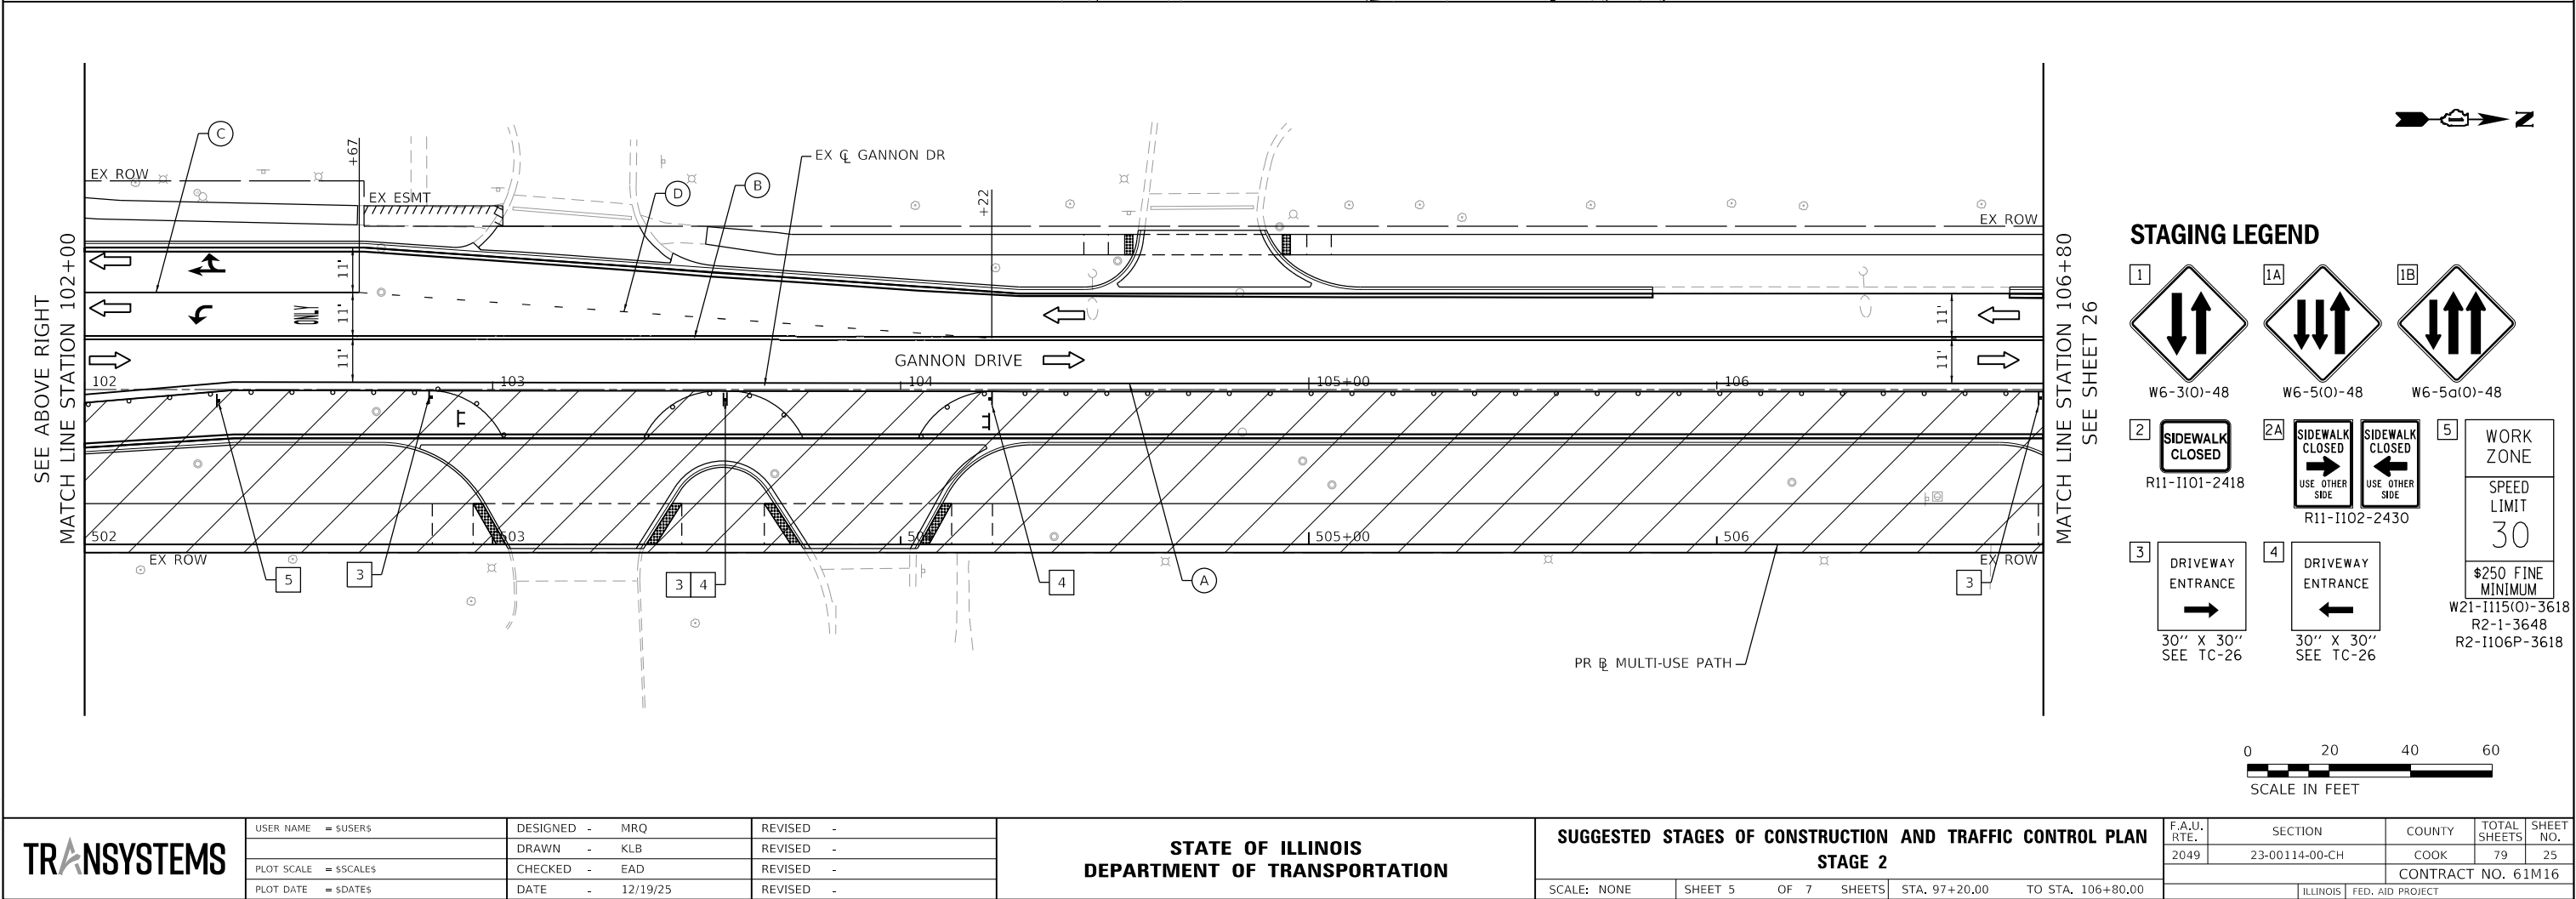 SEE ABOVE RIGHT
MATCH LINE STATION 102+00
C
EX ROW
+67
EX ESMT
D
B
EX ℄ GANNON DR
+22
EX ROW
11'
11'
11'
ONLY
GANNON DRIVE
11'
11'
102
103
104
105+00
106
502
503
505+00
506
EX ROW
EX ROW
5
3
3 4
4
A
3
PR ⅊ MULTI-USE PATH
MATCH LINE STATION 106+80
SEE SHEET 26
N
STAGING LEGEND
1
W6-3(O)-48
1A
W6-5(O)-48
1B
W6-5a(O)-48
2
SIDEWALK
CLOSED
R11-I101-2418
2A
SIDEWALK
CLOSED
USE OTHER
SIDE
SIDEWALK
CLOSED
USE OTHER
SIDE
R11-I102-2430
5
WORK
ZONE
SPEED
LIMIT
30
$250 FINE
MINIMUM
W21-I115(O)-3618
R2-1-3648
R2-I106P-3618
3
DRIVEWAY
ENTRANCE
30'' X 30''
SEE TC-26
4
DRIVEWAY
ENTRANCE
30'' X 30''
SEE TC-26
0 20 40 60
SCALE IN FEET
TRANSYSTEMS
USER NAME = $USER$
PLOT SCALE = $SCALE$
PLOT DATE = $DATE$
DESIGNED - MRQ
DRAWN - KLB
CHECKED - EAD
DATE - 12/19/25
REVISED -
REVISED -
REVISED -
REVISED -
STATE OF ILLINOIS
DEPARTMENT OF TRANSPORTATION
SUGGESTED STAGES OF CONSTRUCTION AND TRAFFIC CONTROL PLAN
STAGE 2
SCALE: NONE SHEET 5 OF 7 SHEETS STA. 97+20.00 TO STA. 106+80.00
F.A.U. RTE. SECTION COUNTY TOTAL SHEETS SHEET NO.
2049 23-00114-00-CH COOK 79 25
CONTRACT NO. 61M16
ILLINOIS FED. AID PROJECT